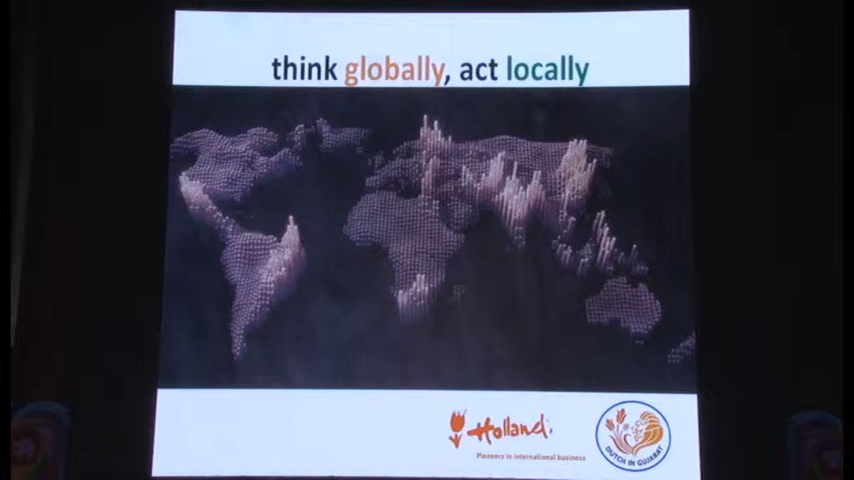 think globally, act locally
Holland.
Pioneers in international business
DUTCH IN GUJARAT